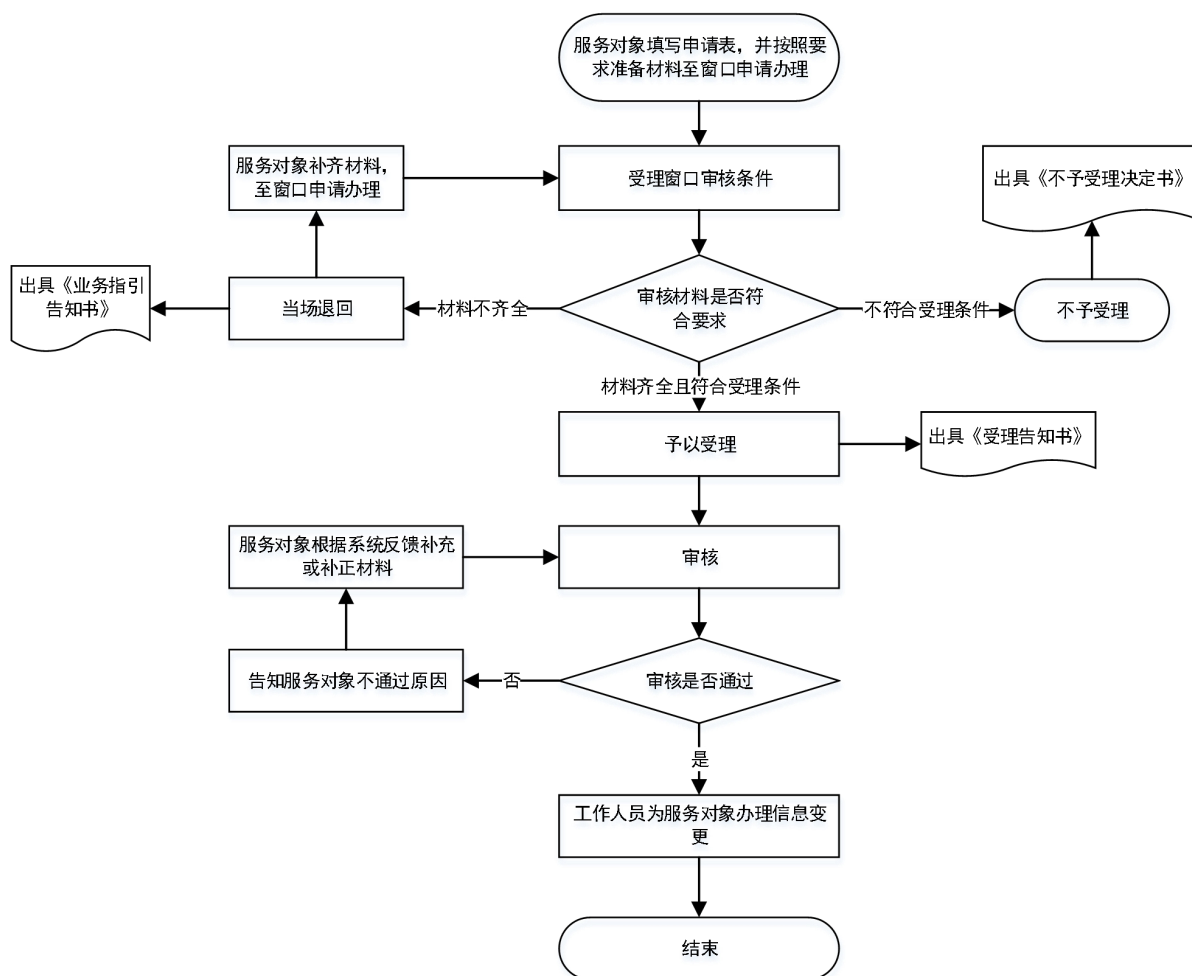 服务对象填写申请表，并按照要
求准备材料至窗口申请办理
服务对象补齐材料，
至窗口申请办理
受理窗口审核条件
出具《不予受理决定书》
出具《业务指引
告知书》
当场退回
材料不齐全
审核材料是否符
合要求
不符合受理条件
不予受理
材料齐全且符合受理条件
予以受理
出具《受理告知书》
服务对象根据系统反馈补充
或补正材料
审核
告知服务对象不通过原因
否
审核是否通过
是
工作人员为服务对象办理信息变
更
结束